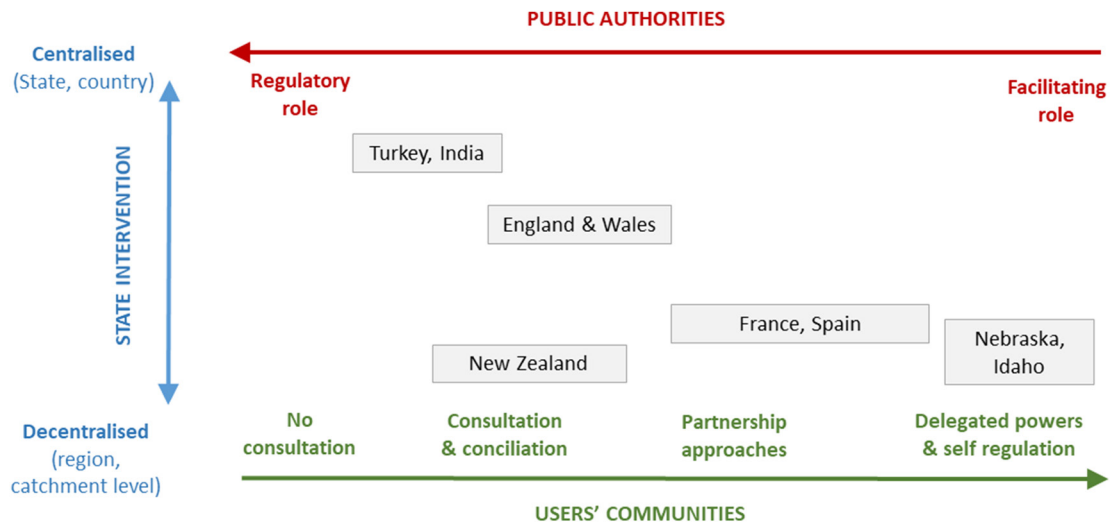 PUBLIC AUTHORITIES
Centralised
(State, country)
Regulatory
role
Facilitating
role
STATE INTERVENTION
Turkey, India
England & Wales
France, Spain
Nebraska,
Idaho
New Zealand
Decentralised
(region,
catchment level)
No
consultation
Consultation
& conciliation
Partnership
approaches
Delegated powers
& self regulation
USERS' COMMUNITIES